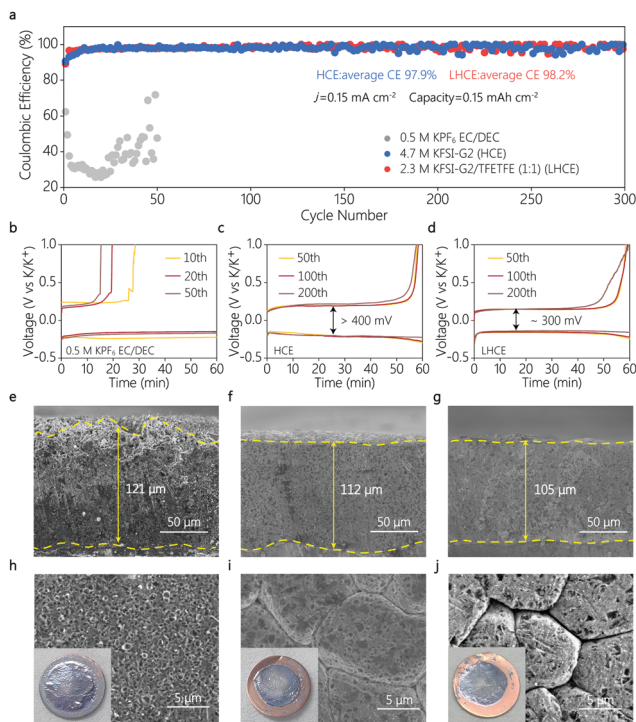 a
Coulombic Efficiency (%)
100
80
60
40
20
HCE:average CE 97.9% LHCE:average CE 98.2%
j=0.15 mA cm⁻² Capacity=0.15 mAh cm⁻²
0.5 M KPF₆ EC/DEC
4.7 M KFSI-G2 (HCE)
2.3 M KFSI-G2/TFETFE (1:1) (LHCE)
0 50 100 150 200 250 300
Cycle Number
b
Voltage (V vs K/K⁺)
1.0
0.5
0.0
-0.5
10th
20th
50th
0.5 M KPF₆ EC/DEC
0 10 20 30 40 50 60
Time (min)
c
Voltage (V vs K/K⁺)
1.0
0.5
0.0
-0.5
50th
100th
200th
> 400 mV
HCE
0 10 20 30 40 50 60
Time (min)
d
Voltage (V vs K/K⁺)
1.0
0.5
0.0
-0.5
50th
100th
200th
~ 300 mV
LHCE
0 10 20 30 40 50 60
Time (min)
e
121 μm
50 μm
f
112 μm
50 μm
g
105 μm
50 μm
h
5 μm
i
5 μm
j
5 μm